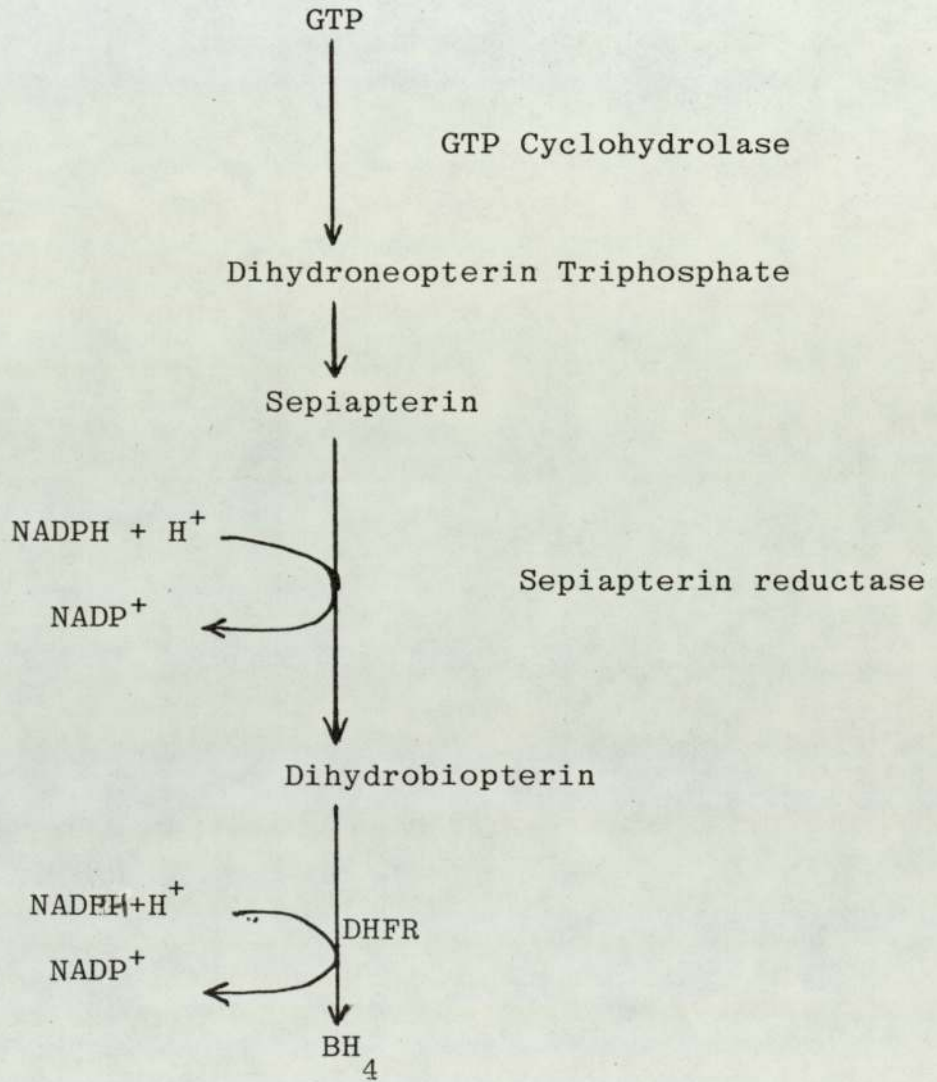 GTP
GTP Cyclohydrolase
Dihydroneopterin Triphosphate
Sepiapterin
NADPH + H⁺
Sepiapterin reductase
NADP⁺
Dihydrobiopterin
NADPH+H⁺
DHFR
NADP⁺
BH₄